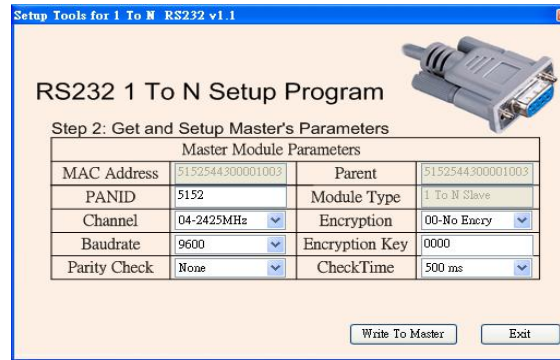 Setup Tools for 1 To N RS232 v1.1
RS232 1 To N Setup Program
Step 2: Get and Setup Master's Parameters
Master Module Parameters
MAC Address 5152544300001003 Parent 5152544300001003
PANID 5152 Module Type 1 To N Slave
Channel 04-2425MHz Encryption 00-No Encry
Baudrate 9600 Encryption Key 0000
Parity Check None CheckTime 500 ms
Write To Master Exit